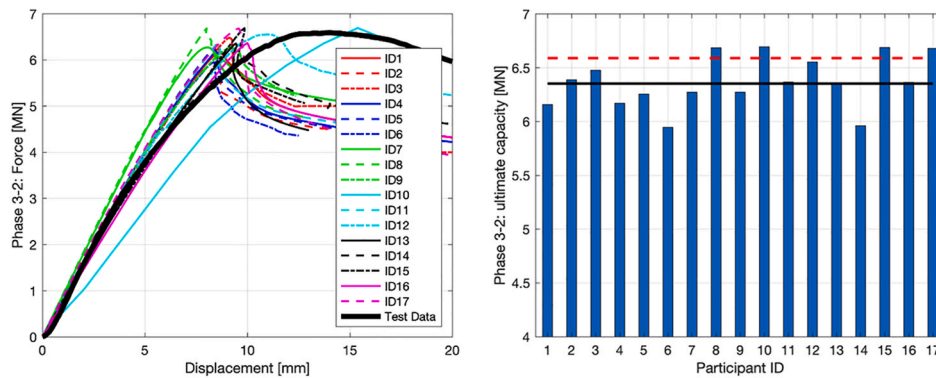 Phase 3-2: Force [MN]
7
6
5
4
3
2
1
0
0
5
10
15
20
Displacement [mm]
ID1
ID2
ID3
ID4
ID5
ID6
ID7
ID8
ID9
ID10
ID11
ID12
ID13
ID14
ID15
ID16
ID17
Test Data
Phase 3-2: ultimate capacity [MN]
7
6.5
6
5.5
5
4.5
4
1 2 3 4 5 6 7 8 9 10 11 12 13 14 15 16 17
Participant ID